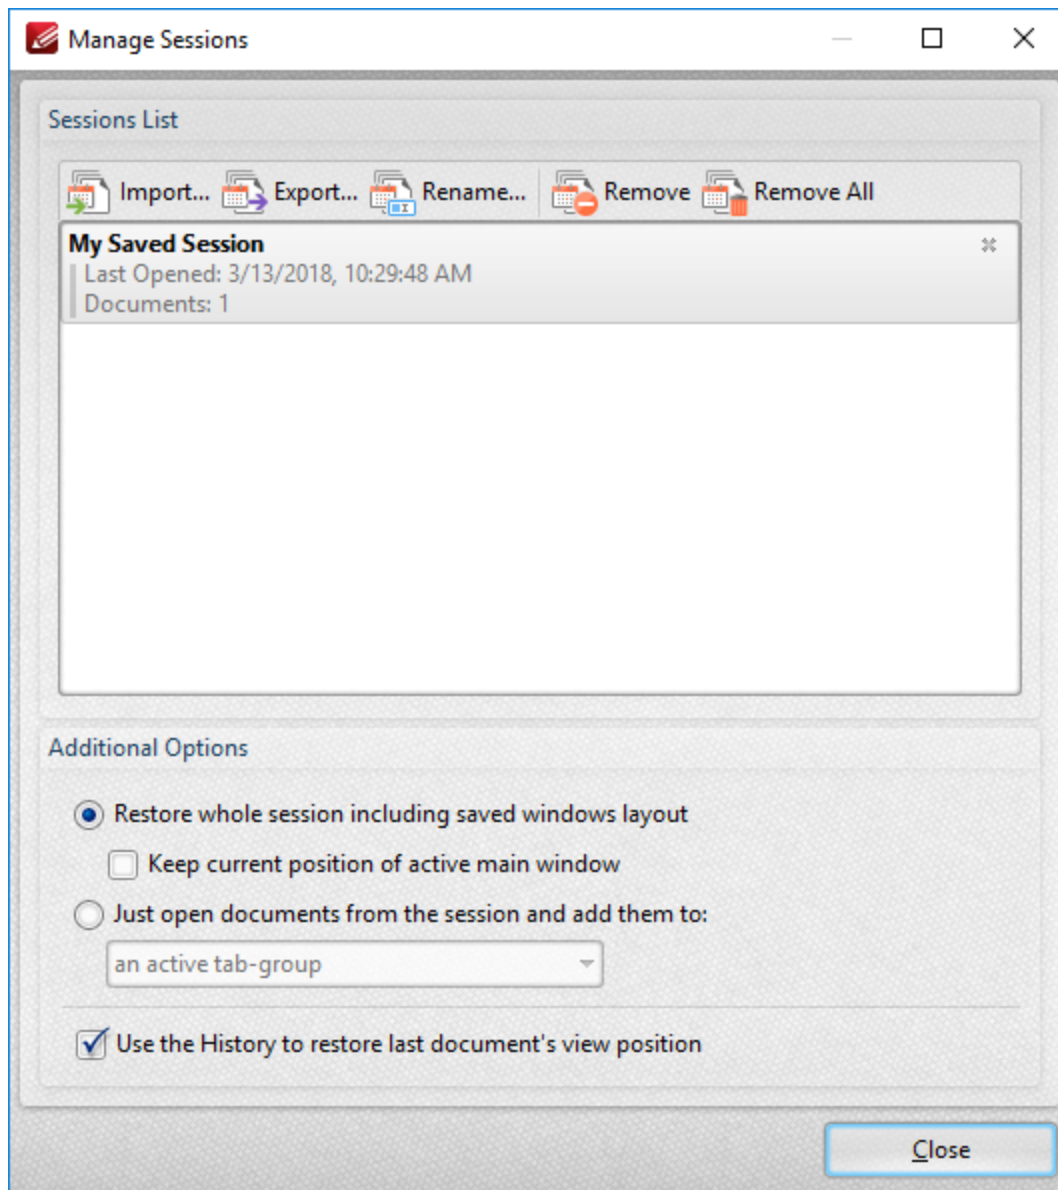 Manage Sessions
Sessions List
Import... Export... Rename... Remove Remove All
My Saved Session
Last Opened: 3/13/2018, 10:29:48 AM
Documents: 1
Additional Options
Restore whole session including saved windows layout
Keep current position of active main window
Just open documents from the session and add them to:
an active tab-group
Use the History to restore last document's view position
Close